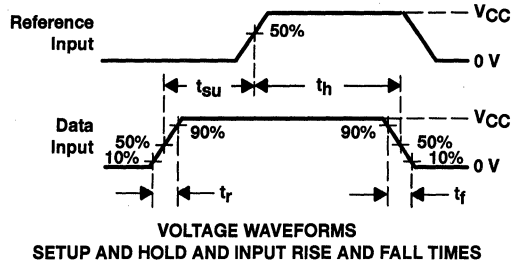 Reference
Input
50%
VCC
0 V
tsu
th
Data
Input
50%
10%
90%
90%
50%
10%
VCC
0 V
tr
tf
VOLTAGE WAVEFORMS
SETUP AND HOLD AND INPUT RISE AND FALL TIMES